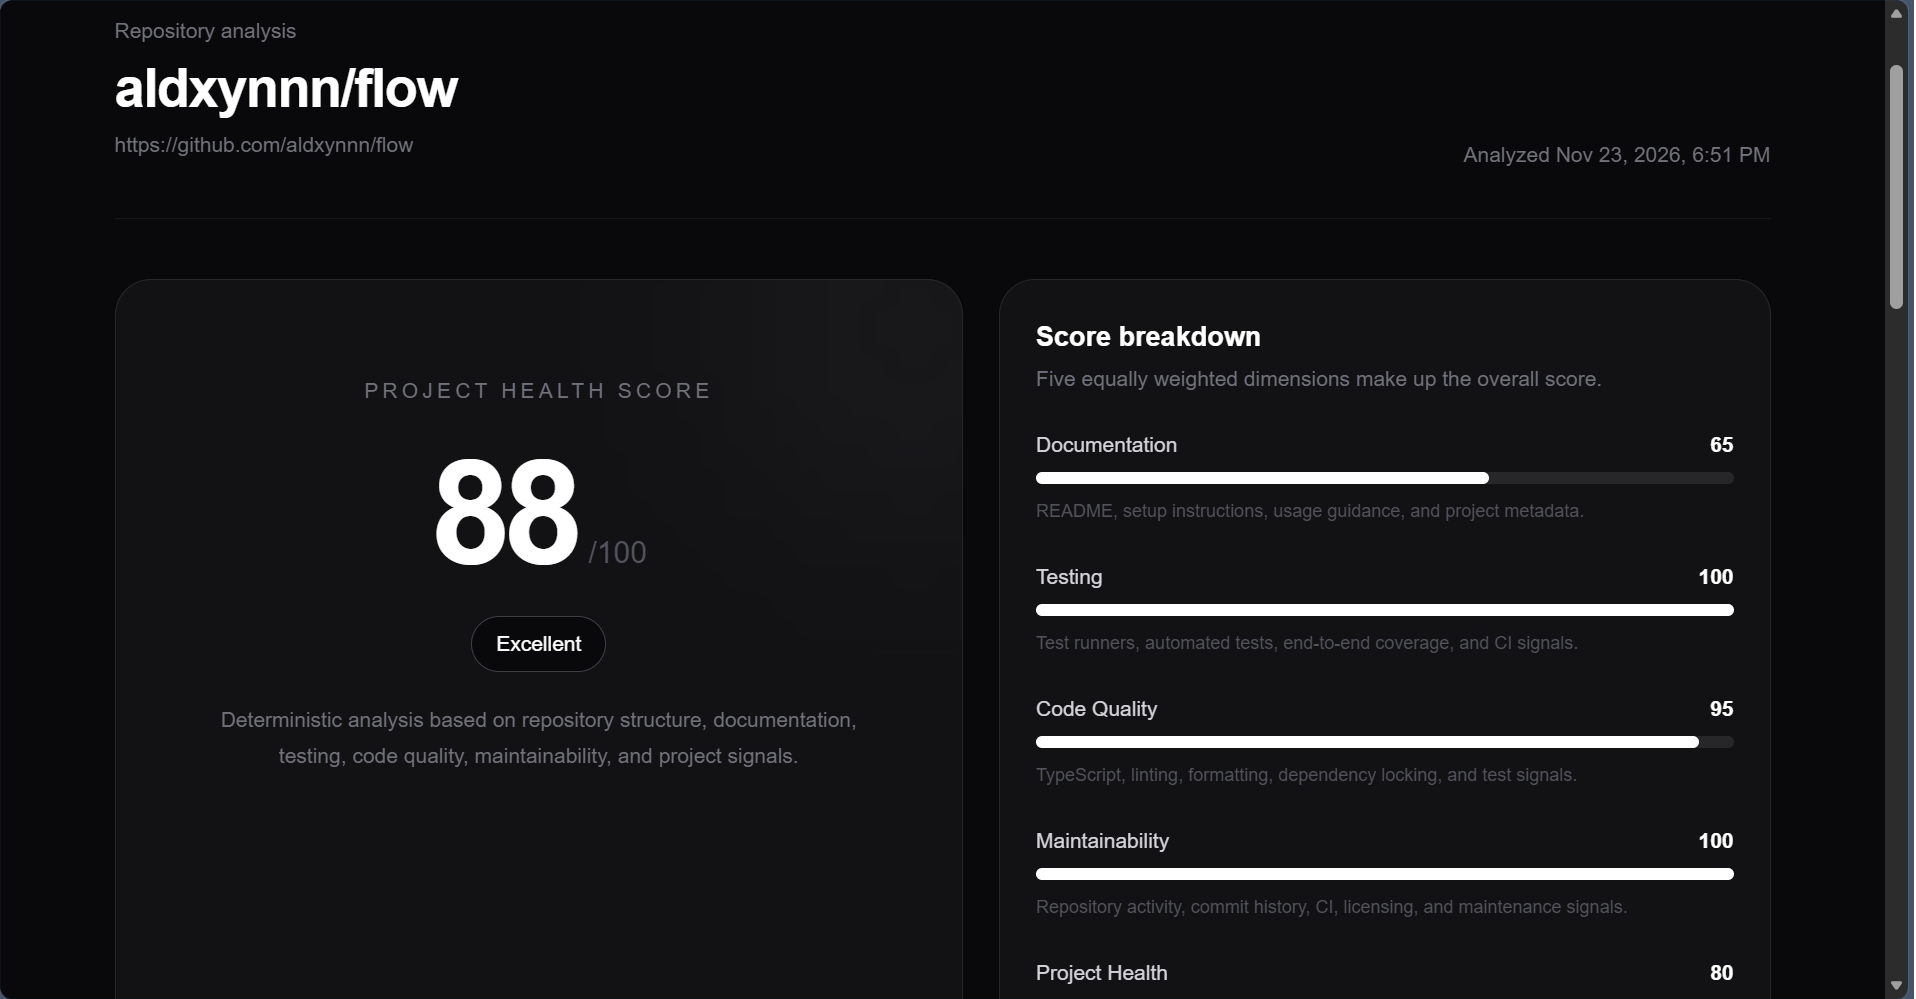 Repository analysis
aldxynnn/flow
https://github.com/aldxynnn/flow
Analyzed Nov 23, 2026, 6:51 PM
PROJECT HEALTH SCORE
88 /100
Excellent
Deterministic analysis based on repository structure, documentation,
testing, code quality, maintainability, and project signals.
Score breakdown
Five equally weighted dimensions make up the overall score.
Documentation 65
README, setup instructions, usage guidance, and project metadata.
Testing 100
Test runners, automated tests, end-to-end coverage, and CI signals.
Code Quality 95
TypeScript, linting, formatting, dependency locking, and test signals.
Maintainability 100
Repository activity, commit history, CI, licensing, and maintenance signals.
Project Health 80